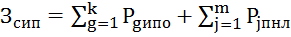 З_сип = ∑_{g=1}^{k} P_gипо + ∑_{j=1}^{m} P_jпнл